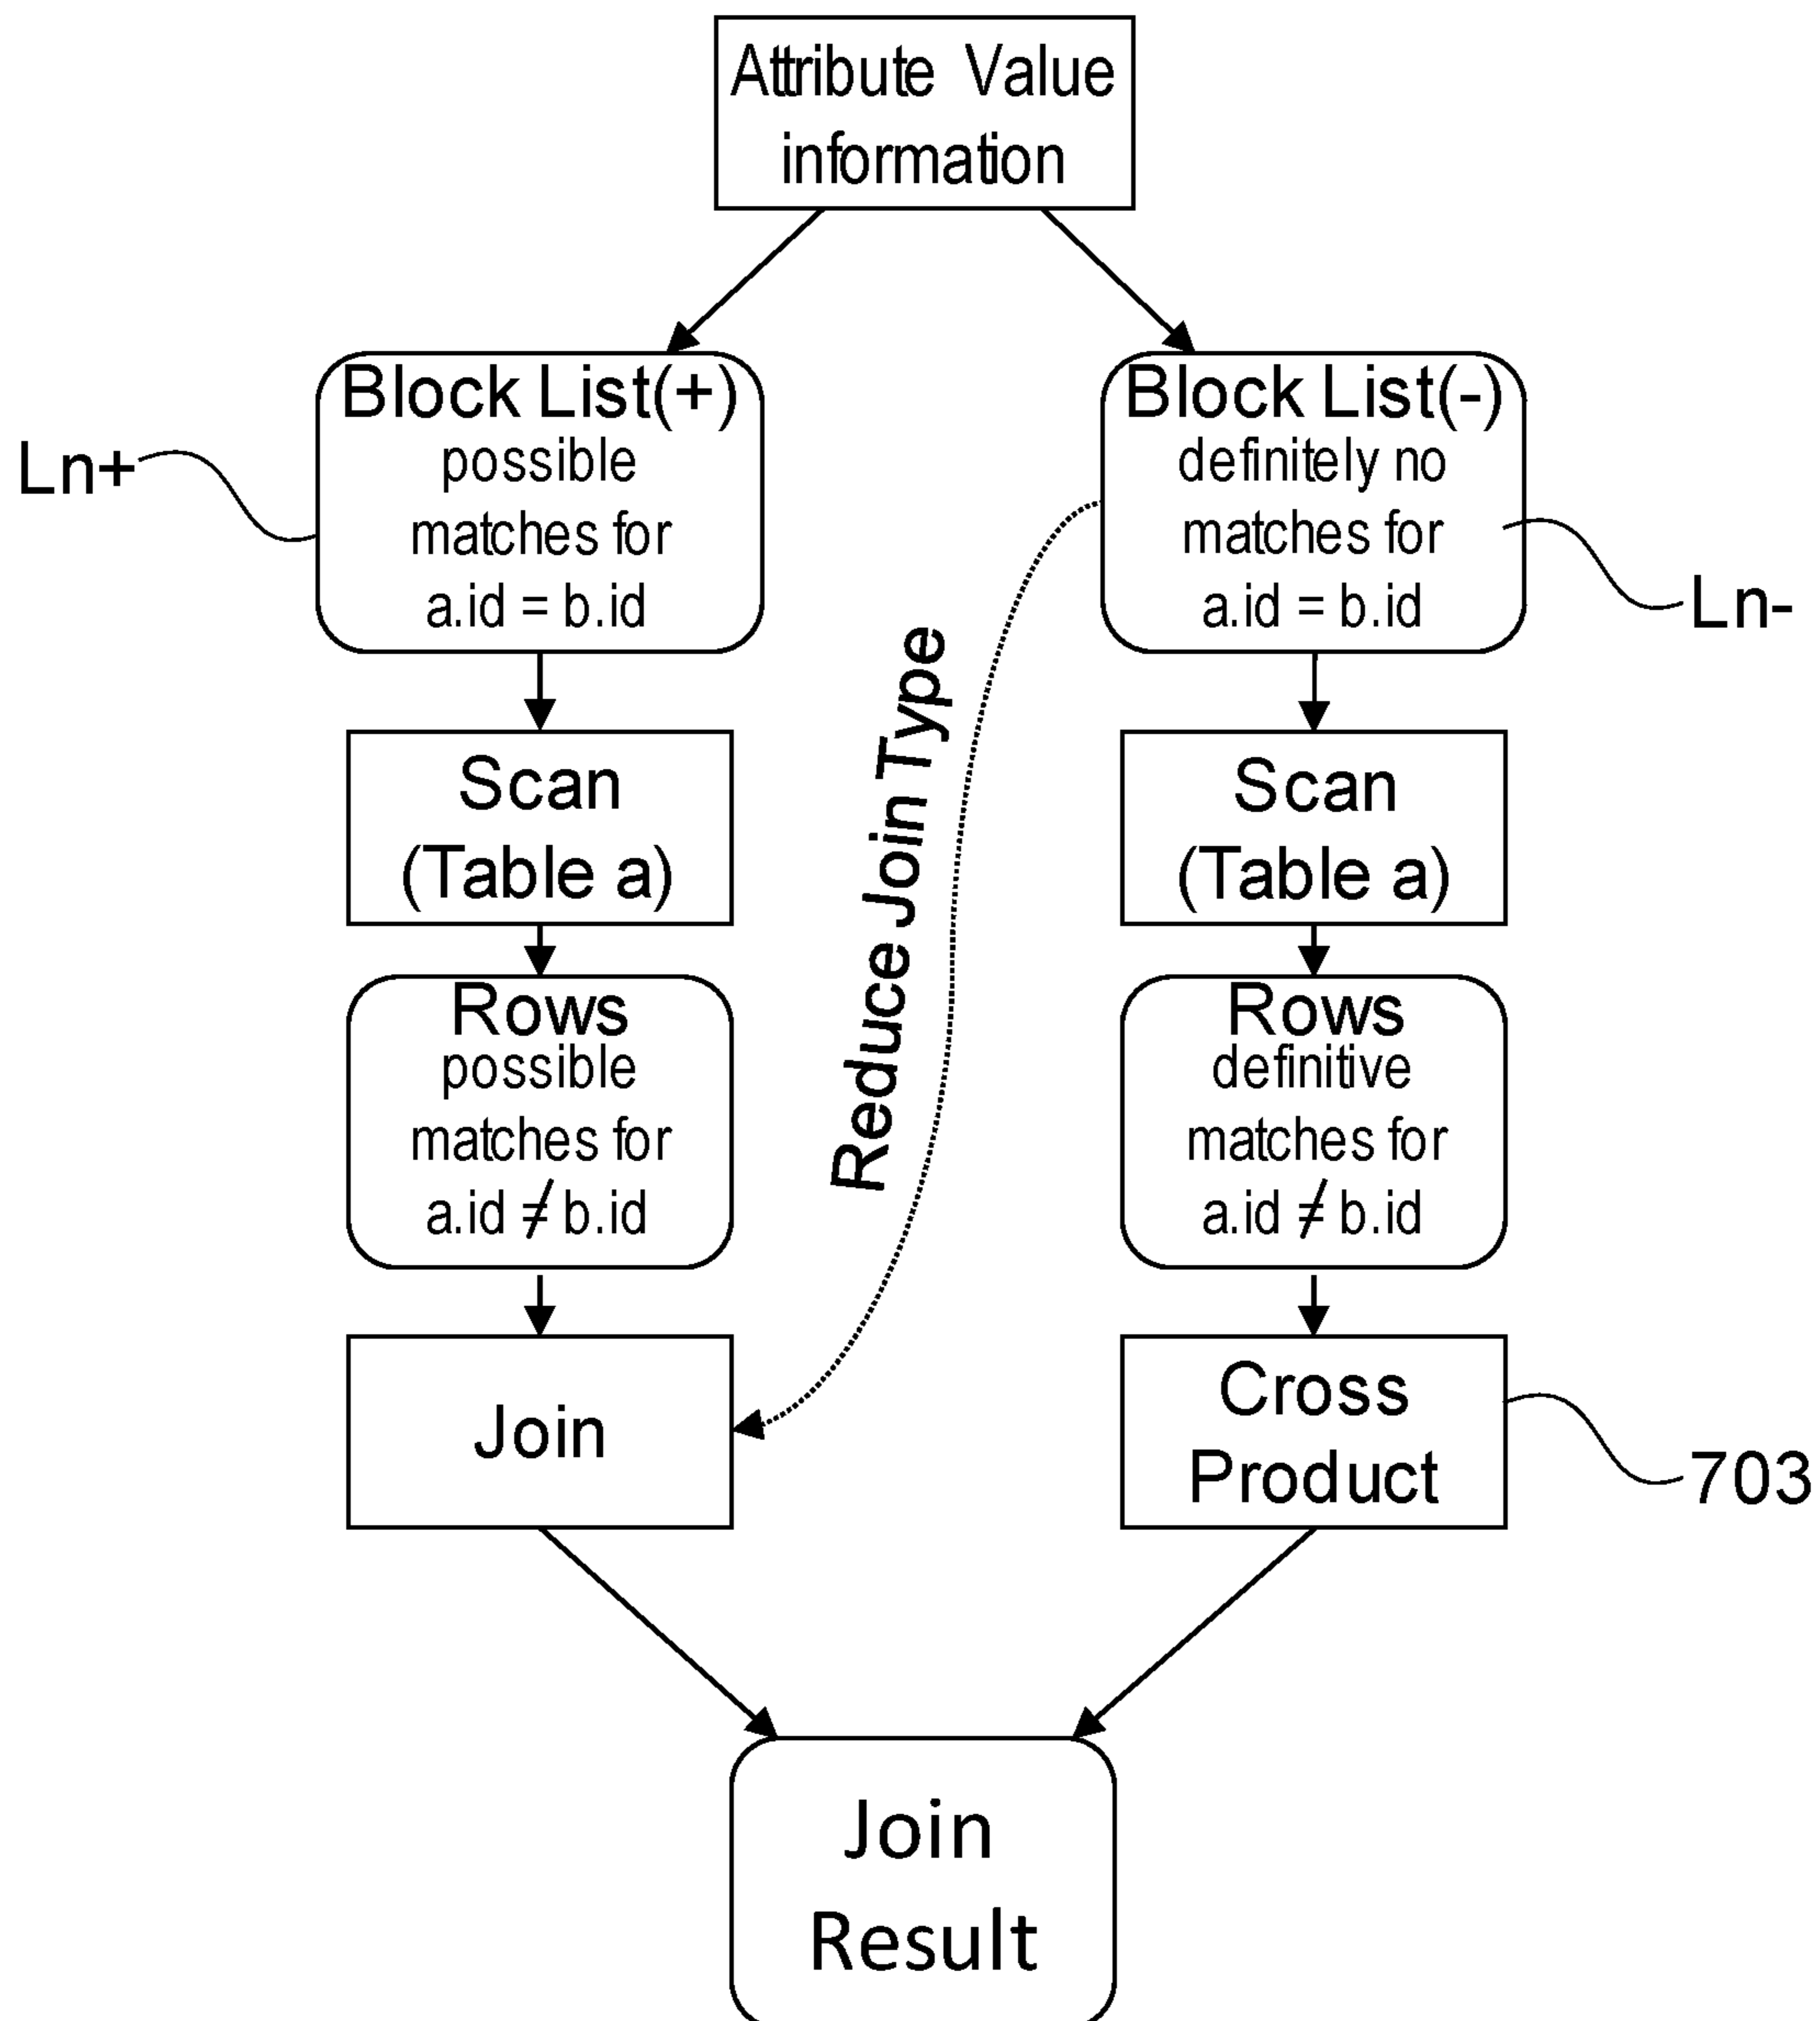 Attribute Value
information
Block List(+)
possible
matches for
a.id = b.id
Ln+
Block List(-)
definitely no
matches for
a.id = b.id
Ln-
Reduce Join Type
Scan
(Table a)
Scan
(Table a)
Rows
possible
matches for
a.id ≠ b.id
Rows
definitive
matches for
a.id ≠ b.id
Join
Cross
Product
703
Join
Result